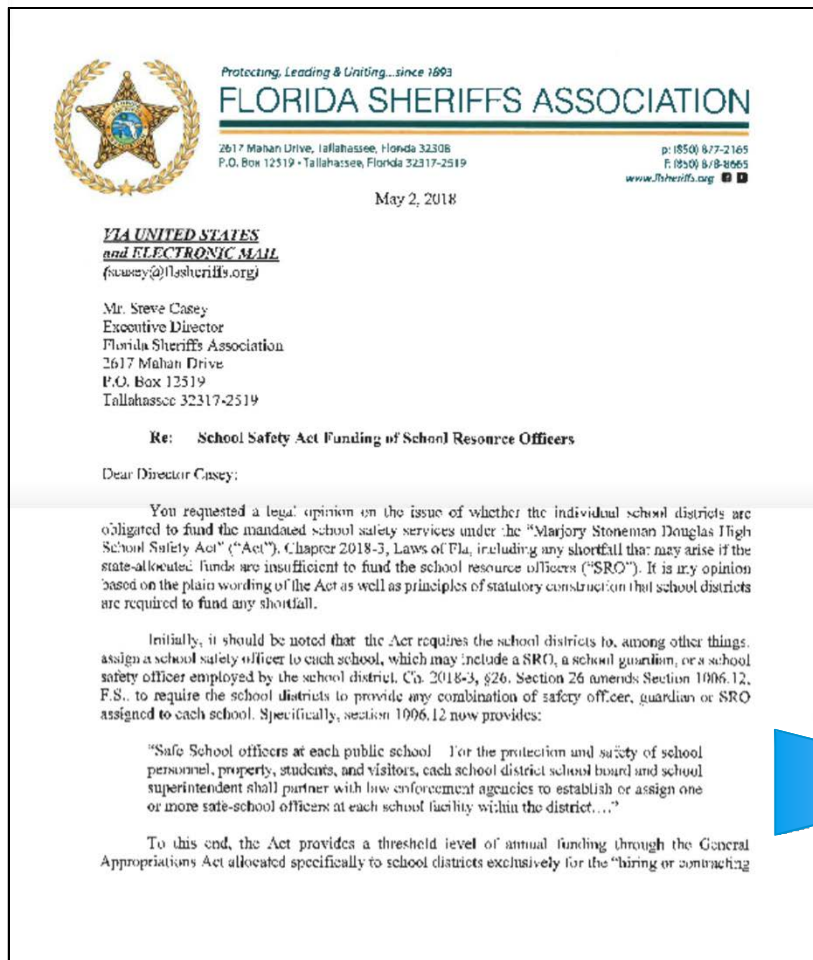 Protecting, Leading & Uniting...since 1893
FLORIDA SHERIFFS ASSOCIATION
2617 Mahan Drive, Tallahassee, Florida 32308
P.O. Box 12519 • Tallahassee, Florida 32317-2519
p: (850) 877-2165
f: (850) 878-8665
www.flsheriffs.org
May 2, 2018
VIA UNITED STATES
and ELECTRONIC MAIL
(scasey@flsheriffs.org)
Mr. Steve Casey
Executive Director
Florida Sheriffs Association
2617 Mahan Drive
P.O. Box 12519
Tallahassee 32317-2519
Re: School Safety Act Funding of School Resource Officers
Dear Director Casey:
You requested a legal opinion on the issue of whether the individual school districts are
obligated to fund the mandated school safety services under the “Marjory Stoneman Douglas High
School Safety Act” (“Act”). Chapter 2018-3, Laws of Fla, including any shortfall that may arise if the
state-allocated funds are insufficient to fund the school resource officers (“SRO”). It is my opinion
based on the plain wording of the Act as well as principles of statutory construction that school districts
are required to fund any shortfall.
Initially, it should be noted that the Act requires the school districts to, among other things,
assign a school safety officer to each school, which may include a SRO, a school guardian, or a school
safety officer employed by the school district. Co. 2018-3, §26. Section 26 amends Section 1006.12,
F.S., to require the school districts to provide any combination of safety officer, guardian or SRO
assigned to each school. Specifically, section 1006.12 now provides:
“Safe School officers at each public school For the protection and safety of school
personnel, property, students, and visitors, each school district school board and school
superintendent shall partner with law enforcement agencies to establish or assign one
or more safe-school officers at each school facility within the district....”
To this end, the Act provides a threshold level of annual funding through the General
Appropriations Act allocated specifically to school districts exclusively for the “hiring or contracting